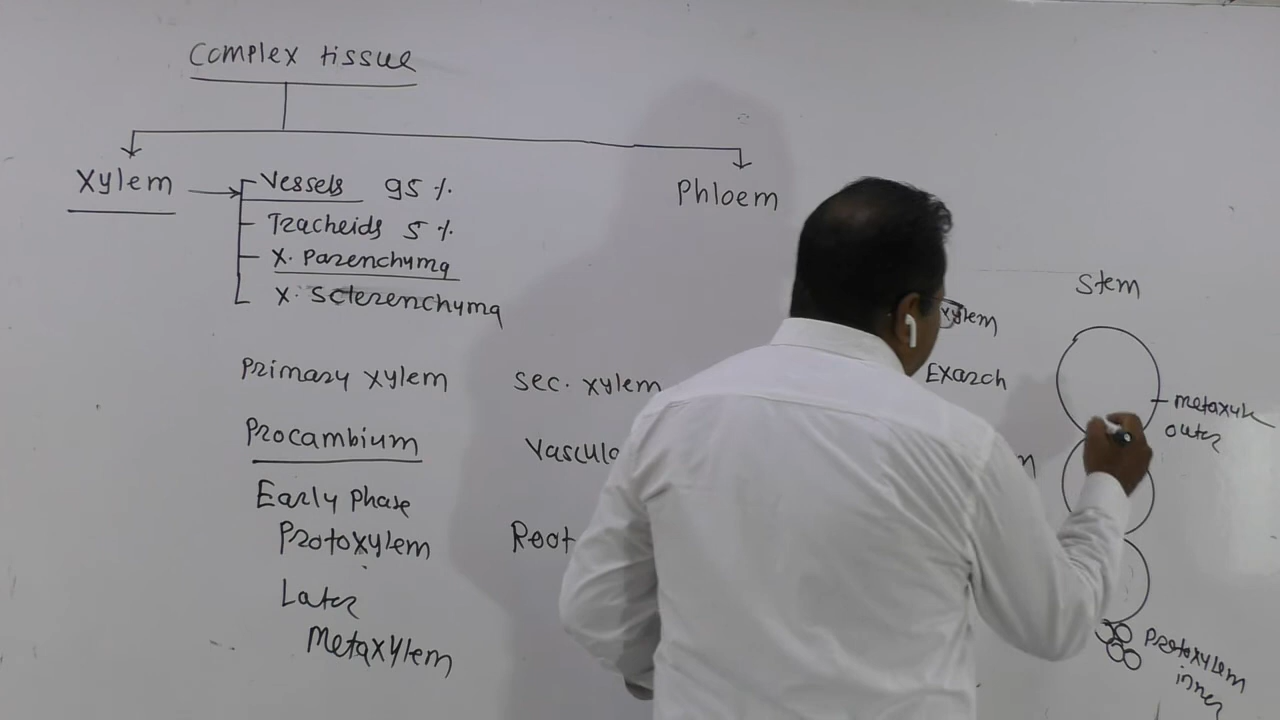 Complex tissue
Xylem
Vessels 95 %
Tracheids 5 %
X. Parenchyma
X. Sclerenchyma
Phloem
Primary xylem
Sec. xylem
xylem
Procambium
Exarch
Early phase
Protoxylem
Root
Later
Metaxylem
Stem
outer
Protoxylem
inner